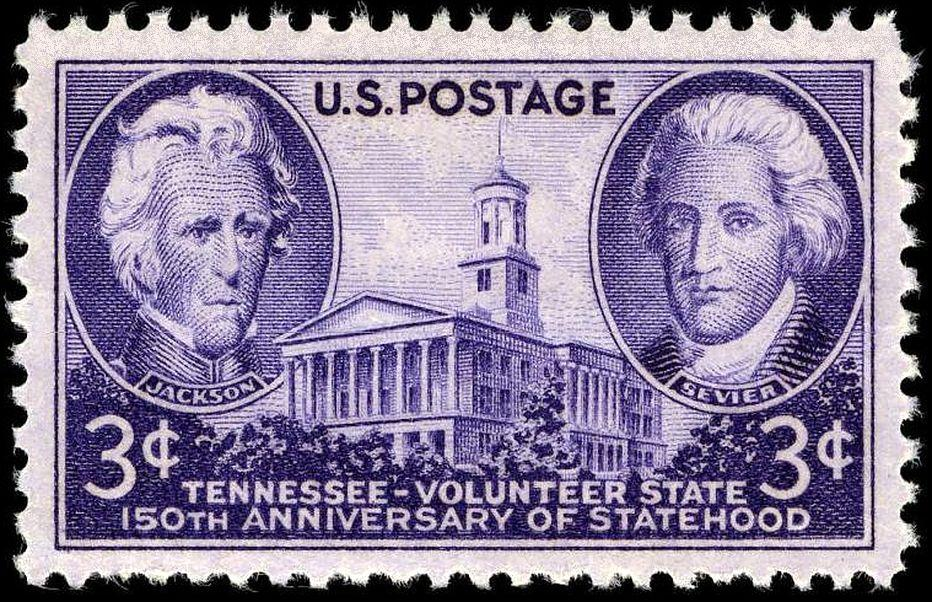 U.S. POSTAGE
JACKSON
SEVIER
3¢
3¢
TENNESSEE - VOLUNTEER STATE
150TH ANNIVERSARY OF STATEHOOD